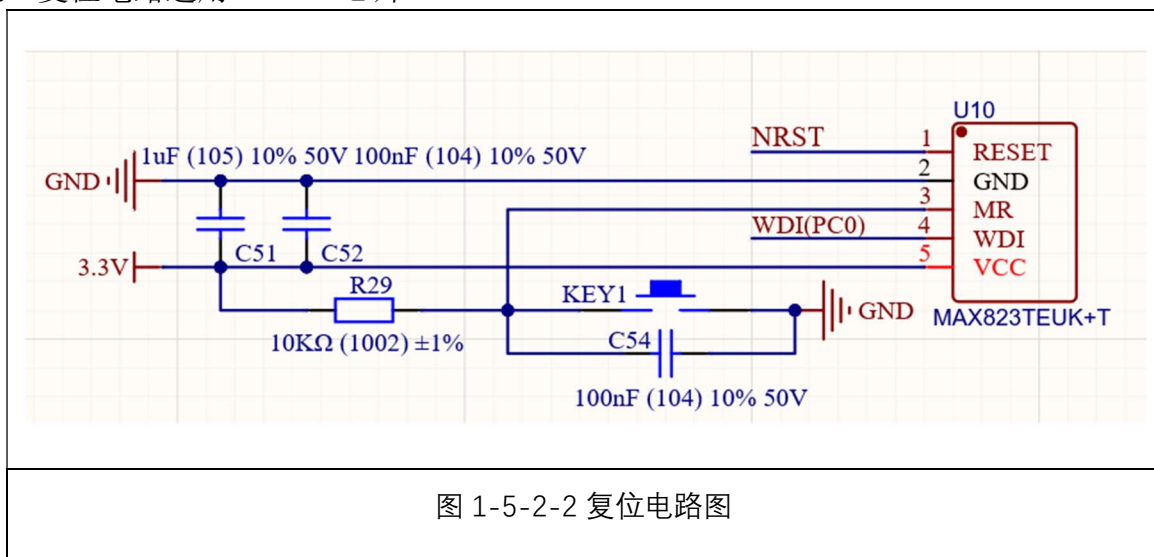 U10
NRST
1
RESET
1uF (105) 10% 50V 100nF (104) 10% 50V
GND
2
GND
3
MR
WDI(PC0)
4
WDI
C51
C52
3.3V
5
VCC
R29
KEY1
GND
MAX823TEUK+T
10KΩ (1002) ±1%
C54
100nF (104) 10% 50V
图 1-5-2-2 复位电路图